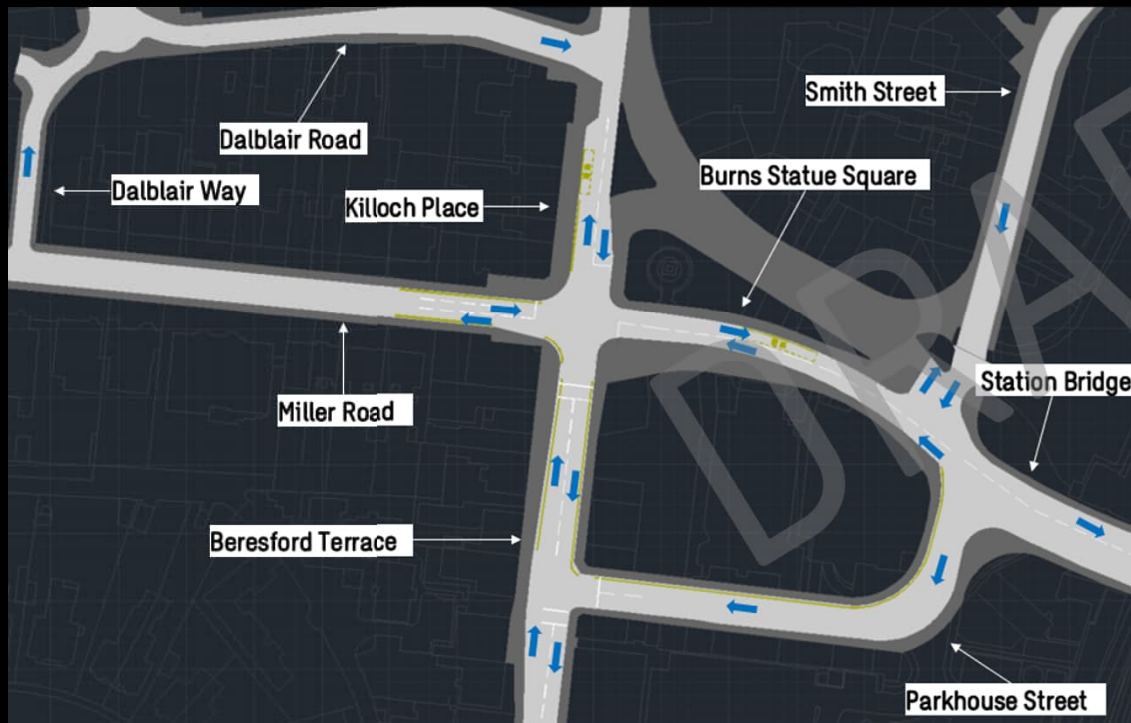 Smith Street
Dalblair Road
Burns Statue Square
Dalblair Way
Killoch Place
Station Bridge
Miller Road
Beresford Terrace
Parkhouse Street